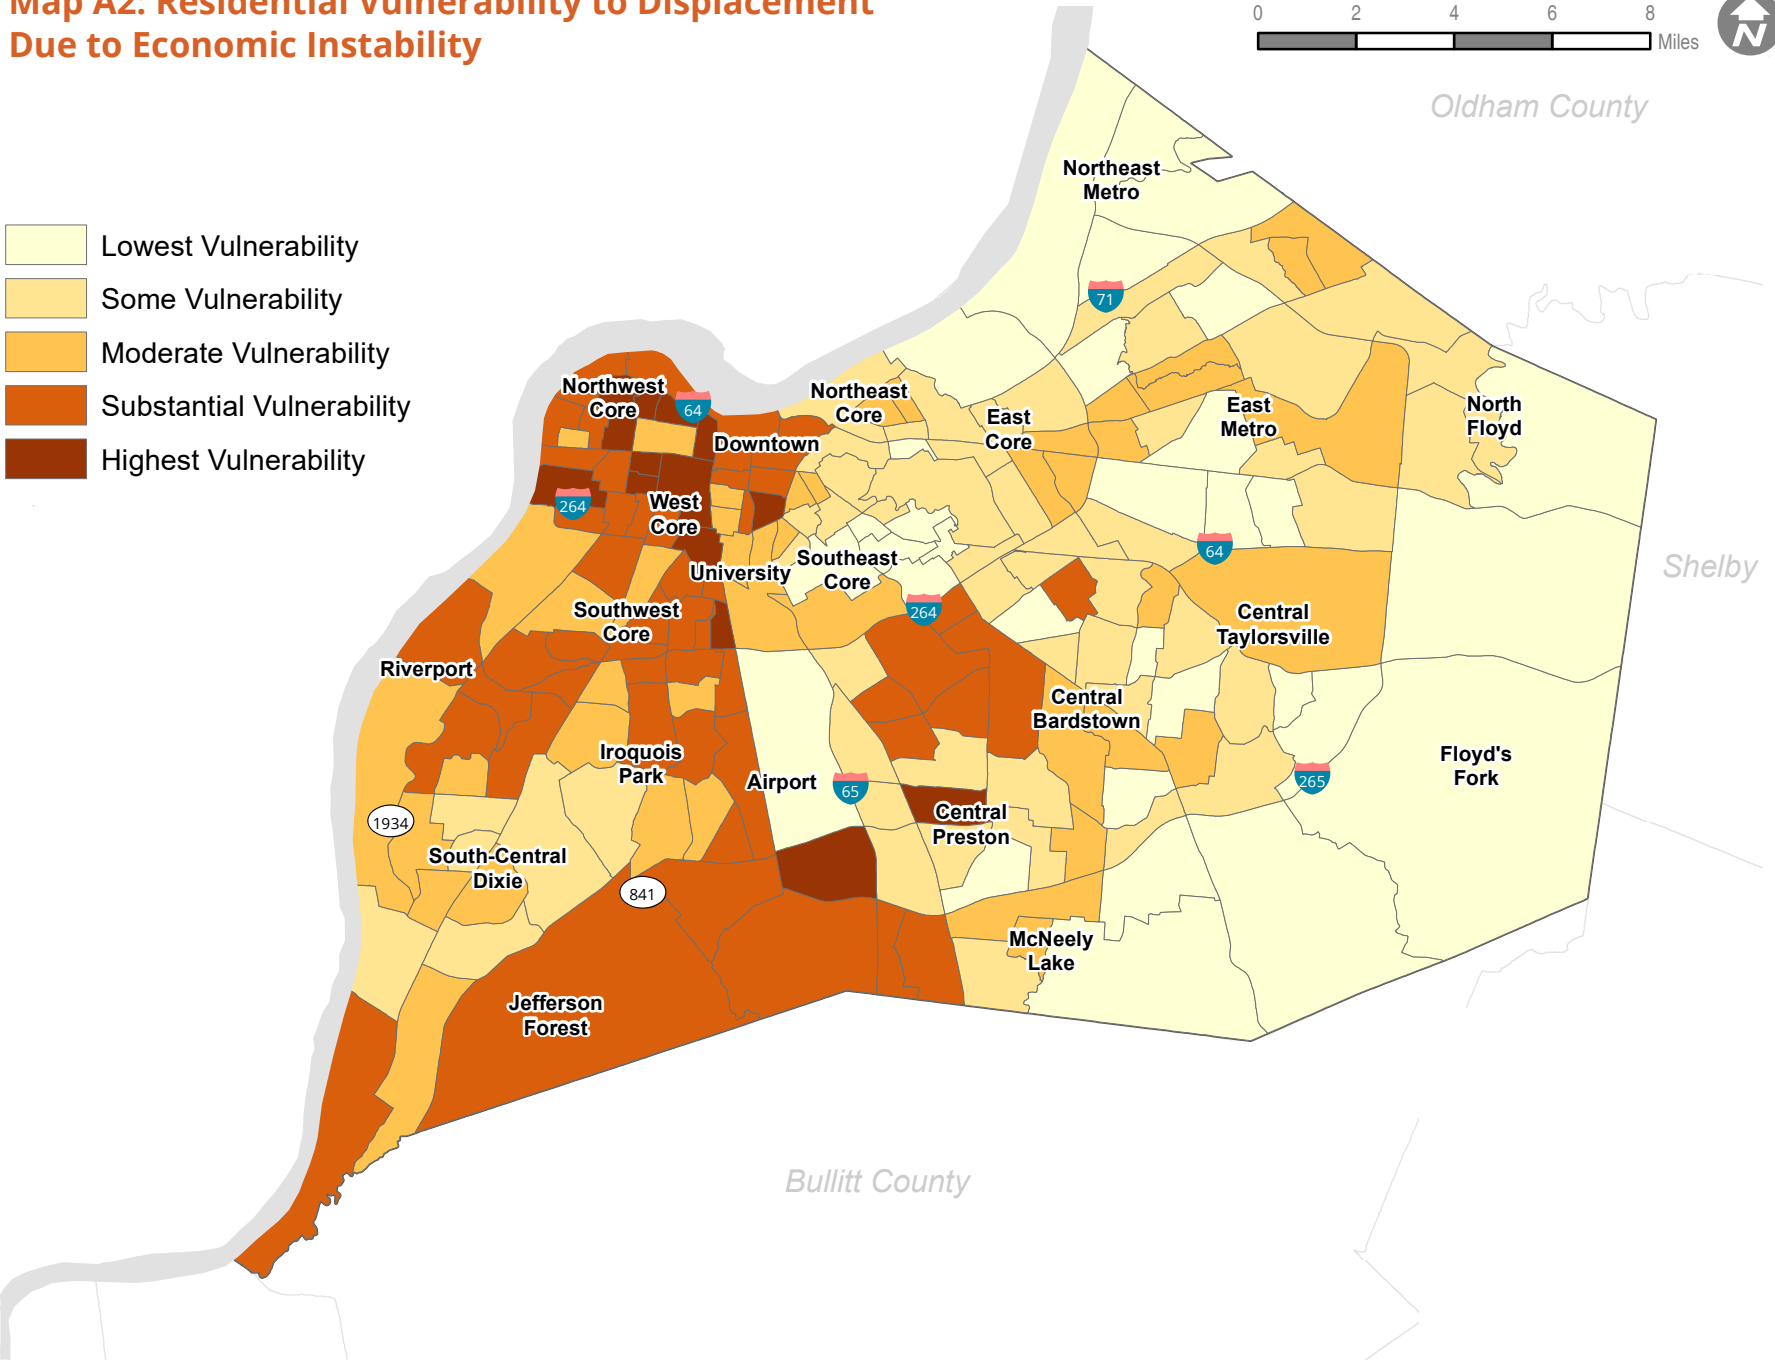 Map A2: Residential Vulnerability to Displacement
Due to Economic Instability
0 2 4 6 8
Miles
N
Oldham County
Northeast
Metro
Lowest Vulnerability
Some Vulnerability
Moderate Vulnerability
Substantial Vulnerability
Highest Vulnerability
71
Northwest
Core
64
Northeast
Core
East
Core
East
Metro
North
Floyd
Downtown
264
West
Core
University
Southeast
Core
64
Shelby
264
Southwest
Core
Central
Taylorsville
Riverport
Central
Bardstown
Iroquois
Park
Airport
65
Floyd's
Fork
265
1934
Central
Preston
South-Central
Dixie
841
McNeely
Lake
Jefferson
Forest
Bullitt County